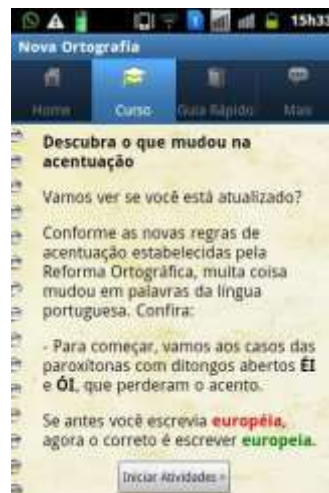 15h33
Nova Ortografia
Home Curso Guia Rápido Mais
Descubra o que mudou na
acentuação
Vamos ver se você está atualizado?
Conforme as novas regras de
acentuação estabelecidas pela
Reforma Ortográfica, muita coisa
mudou em palavras da língua
portuguesa. Confira:
- Para começar, vamos aos casos das
paroxítonas com ditongos abertos ÉI
e ÓI, que perderam o acento.
Se antes você escrevia européia,
agora o correto é escrever europeia.
Iniciar Atividades »